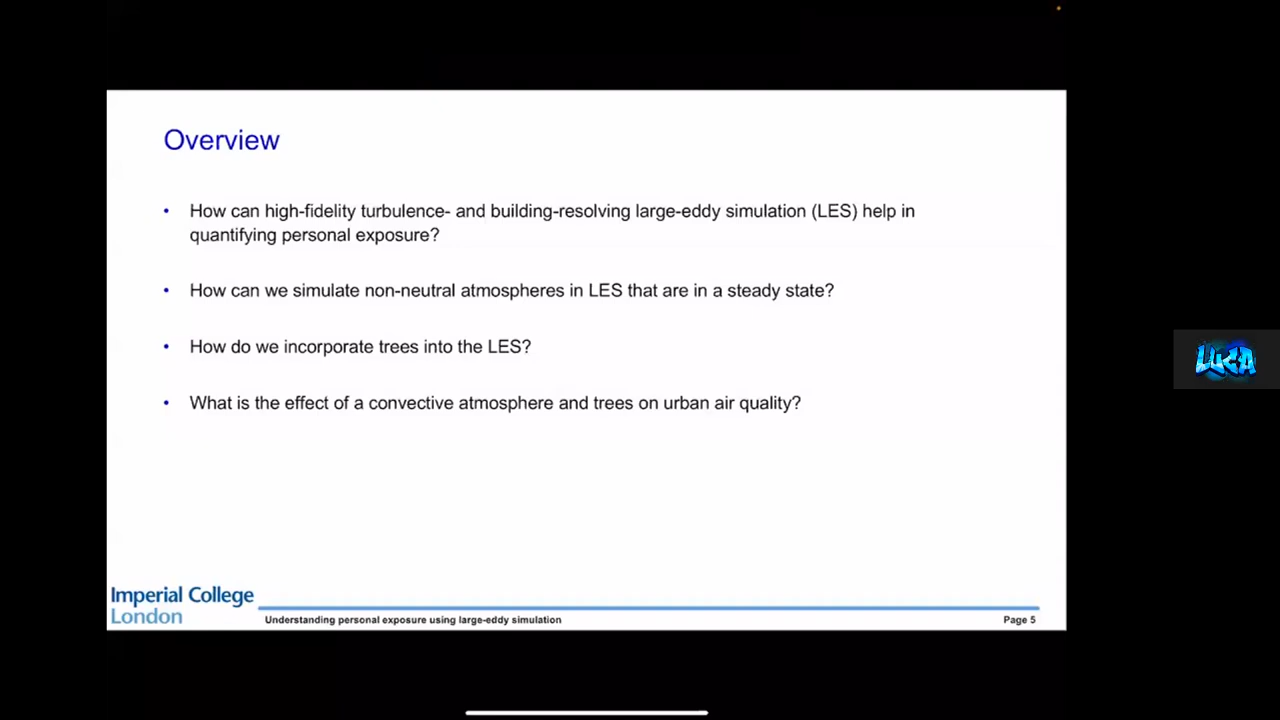 Overview
• How can high-fidelity turbulence- and building-resolving large-eddy simulation (LES) help in
quantifying personal exposure?
• How can we simulate non-neutral atmospheres in LES that are in a steady state?
• How do we incorporate trees into the LES?
• What is the effect of a convective atmosphere and trees on urban air quality?
LUCA
Imperial College
London
Understanding personal exposure using large-eddy simulation
Page 5